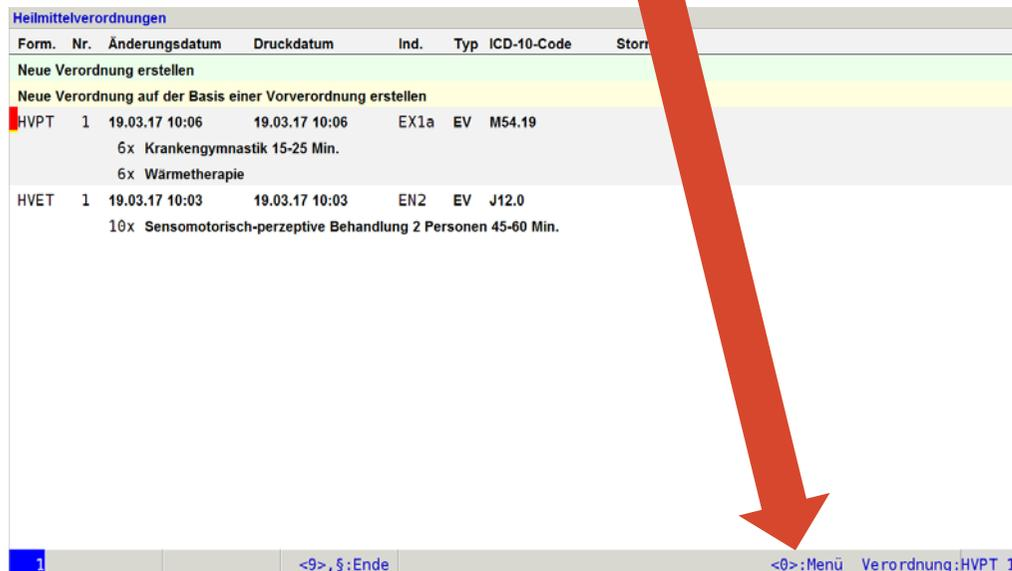 Heilmittelverordnungen
Form. Nr. Änderungsdatum Druckdatum Ind. Typ ICD-10-Code
Neue Verordnung erstellen
Neue Verordnung auf der Basis einer Vorverordnung erstellen
HVPT 1 19.03.17 10:06 19.03.17 10:06 EX1a EV M54.19
6x Krankengymnastik 15-25 Min.
6x Wärmetherapie
HVET 1 19.03.17 10:03 19.03.17 10:03 EN2 EV J12.0
10x Sensomotorisch-perzeptive Behandlung 2 Personen 45-60 Min.
1 <9>,§:Ende <0>:Menü Verordnung:HVPT 1